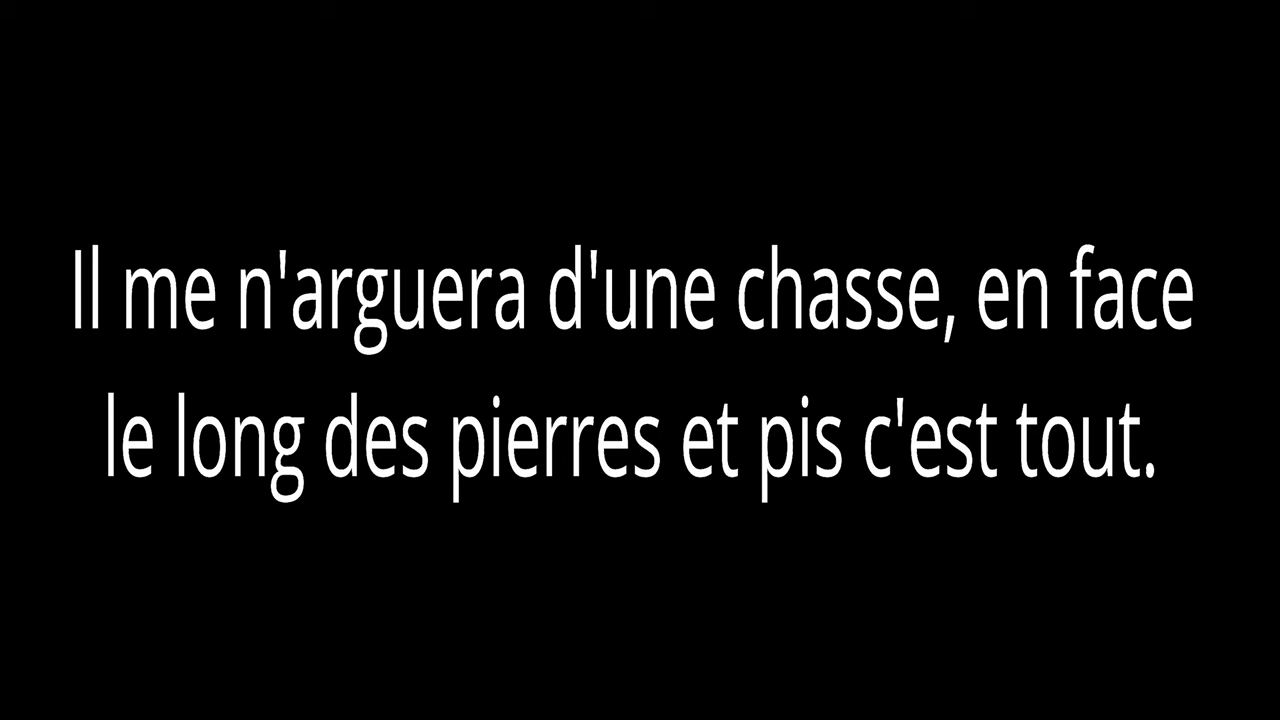 Il me n'arguera d'une chasse, en face
le long des pierres et pis c'est tout.